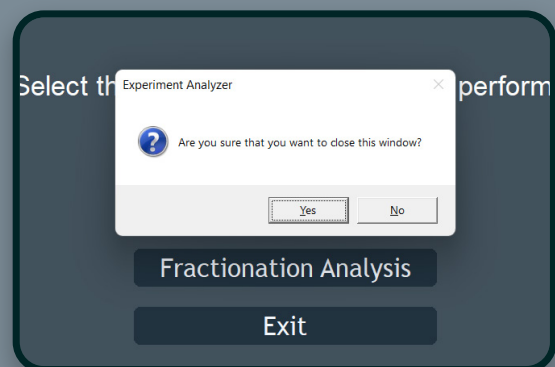 Select th
Experiment Analyzer
perform
Are you sure that you want to close this window?
Yes
No
Fractionation Analysis
Exit